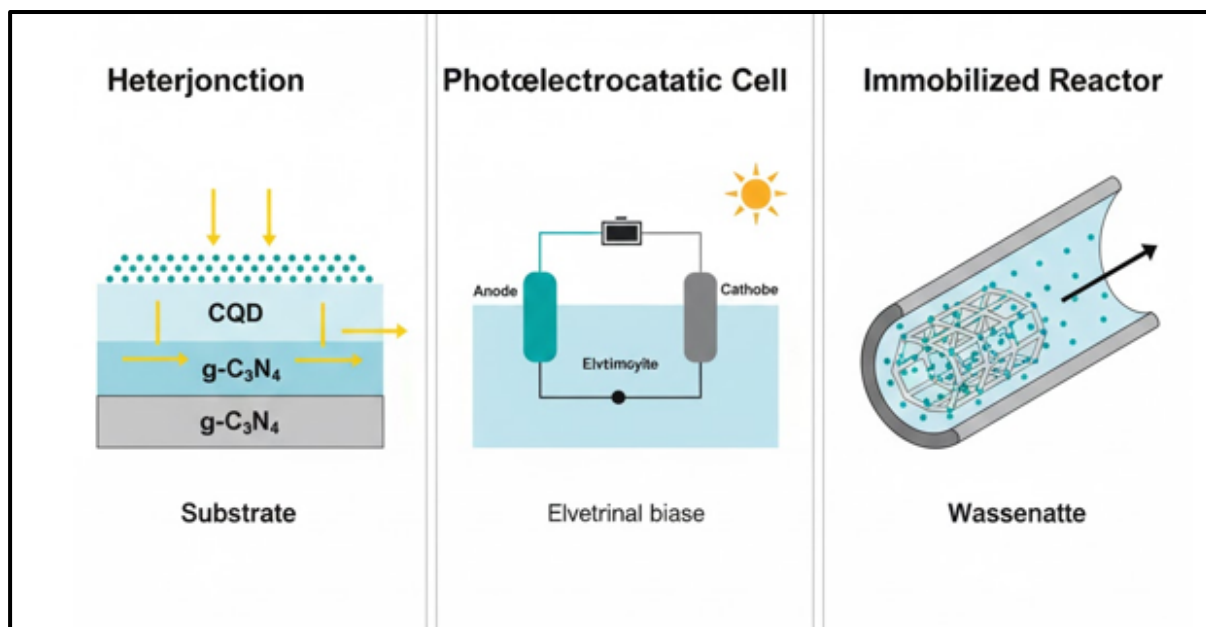 Heterjonction
CQD
g-C₃N₄
g-C₃N₄
Substrate
Photœlectrocatatic Cell
Anode
Cathobe
Elvtimoyite
Elvetrinal biase
Immobilized Reactor
Wassenatte